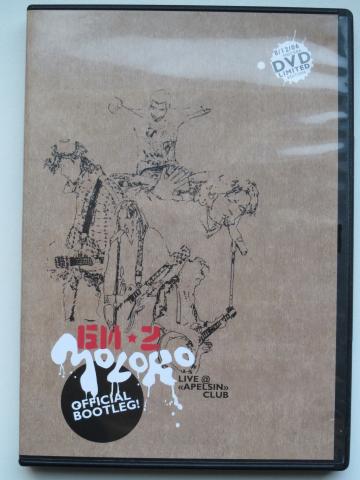 8/12/06
DVD
LIMITED
БИ★2
MOLOKO
LIVE @
«APELSIN»
CLUB
OFFICIAL
BOOTLEG!